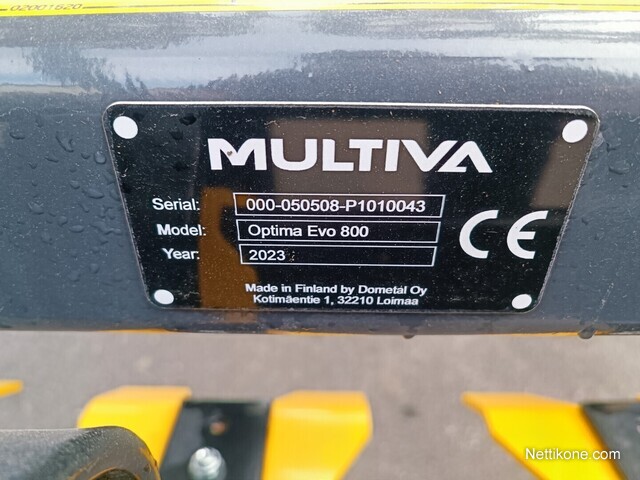 02001620
MULTIVA
Serial: 000-050508-P1010043
Model: Optima Evo 800
Year: 2023
CE
Made in Finland by Dometal Oy
Kotimäentie 1, 32210 Loimaa
Nettikone.com